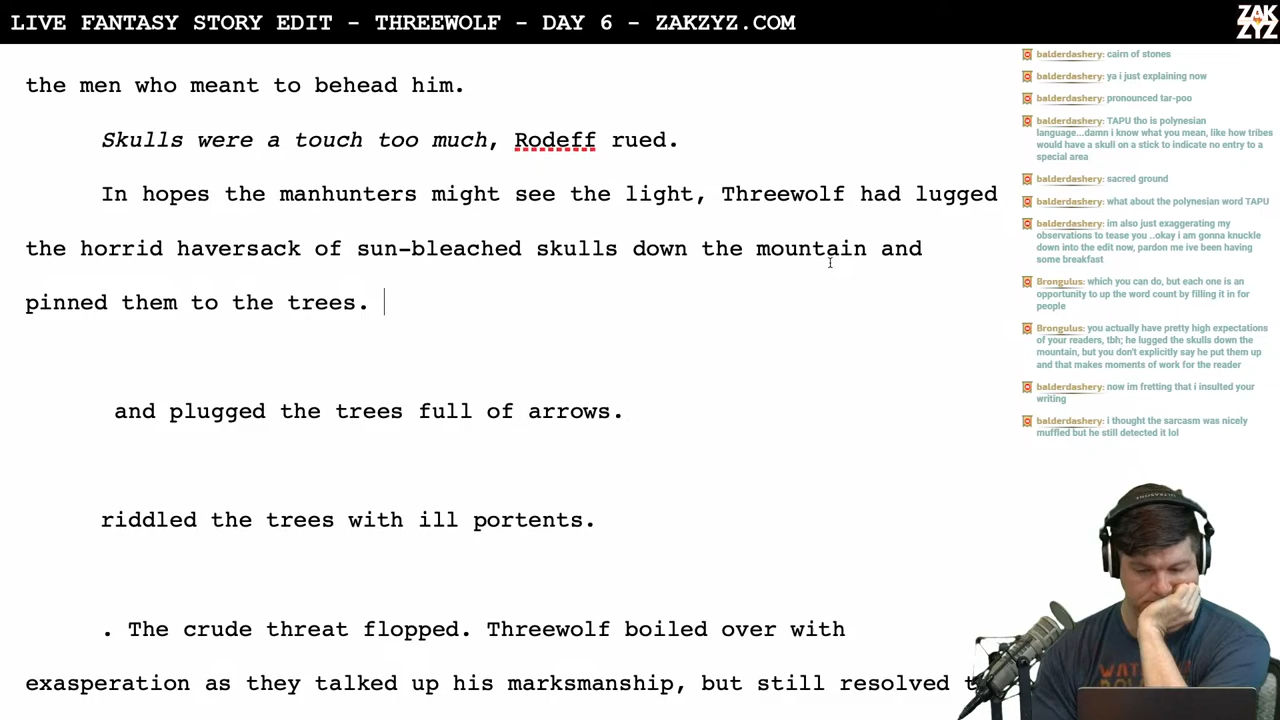 LIVE FANTASY STORY EDIT - THREEWOLF - DAY 6 - ZAKZYZ.COM
ZAK
ZYZ
the men who meant to behead him.
Skulls were a touch too much, Rodeff rued.
In hopes the manhunters might see the light, Threewolf had lugged
the horrid haversack of sun-bleached skulls down the mountain and
pinned them to the trees.
and plugged the trees full of arrows.
riddled the trees with ill portents.
. The crude threat flopped. Threewolf boiled over with
exasperation as they talked up his marksmanship, but still resolved t
balderdashery: cairn of stones
balderdashery: ya i just explaining now
balderdashery: pronounced tar-poo
balderdashery: TAPU tho is polynesian
language...damn i know what you mean, like how tribes
would have a skull on a stick to indicate no entry to a
special area
balderdashery: sacred ground
balderdashery: what about the polynesian word TAPU
balderdashery: im also just exaggerating my
observations to tease you ..okay i am gonna knuckle
down into the edit now, pardon me ive been having
some breakfast
Brongulus: which you can do, but each one is an
opportunity to up the word count by filling it in for
people
Brongulus: you actually have pretty high expectations
of your readers, tbh; he lugged the skulls down the
mountain, but you don't explicitly say he put them up
and that makes moments of work for the reader
balderdashery: now im fretting that i insulted your
writing
balderdashery: i thought the sarcasm was nicely
muffled but he still detected it lol